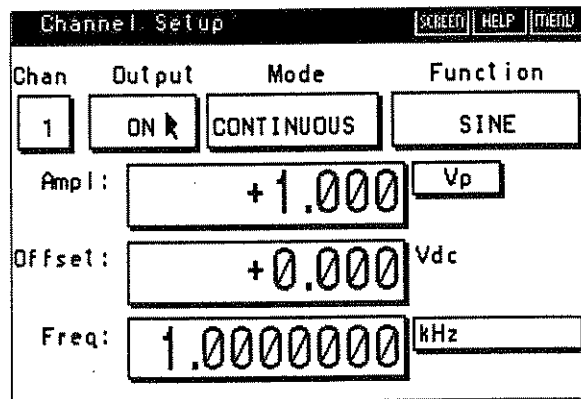 Channel Setup SCREEN HELP MENU
Chan Output Mode Function
1 ON CONTINUOUS SINE
Ampl: +1.000 Vp
Offset: +0.000 Vdc
Freq: 1.0000000 kHz